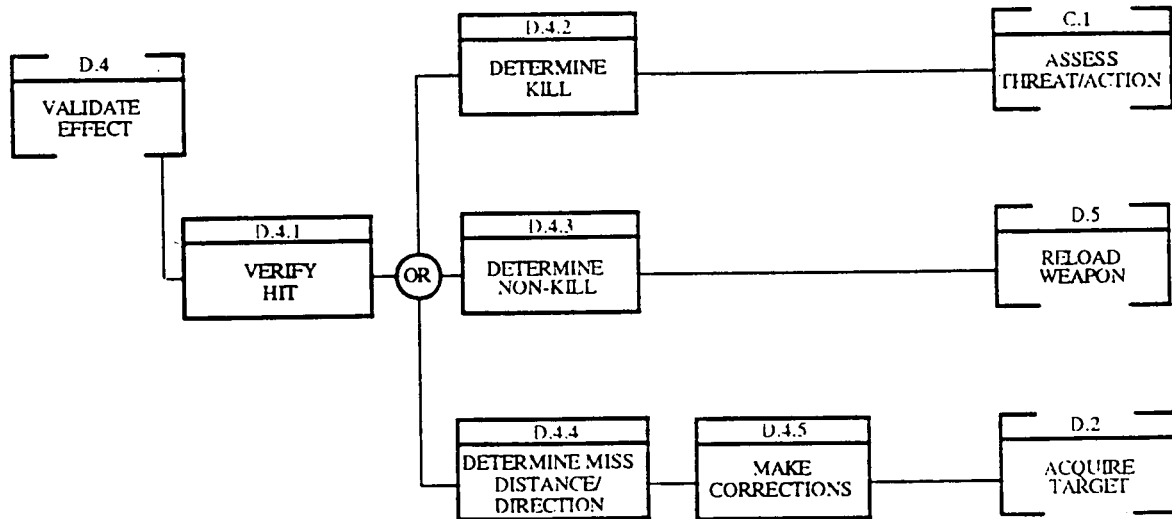 D.4
VALIDATE
EFFECT
D.4.1
VERIFY
HIT
OR
D.4.2
DETERMINE
KILL
C.1
ASSESS
THREAT/ACTION
D.4.3
DETERMINE
NON-KILL
D.5
RELOAD
WEAPON
D.4.4
DETERMINE MISS
DISTANCE/
DIRECTION
D.4.5
MAKE
CORRECTIONS
D.2
ACQUIRE
TARGET